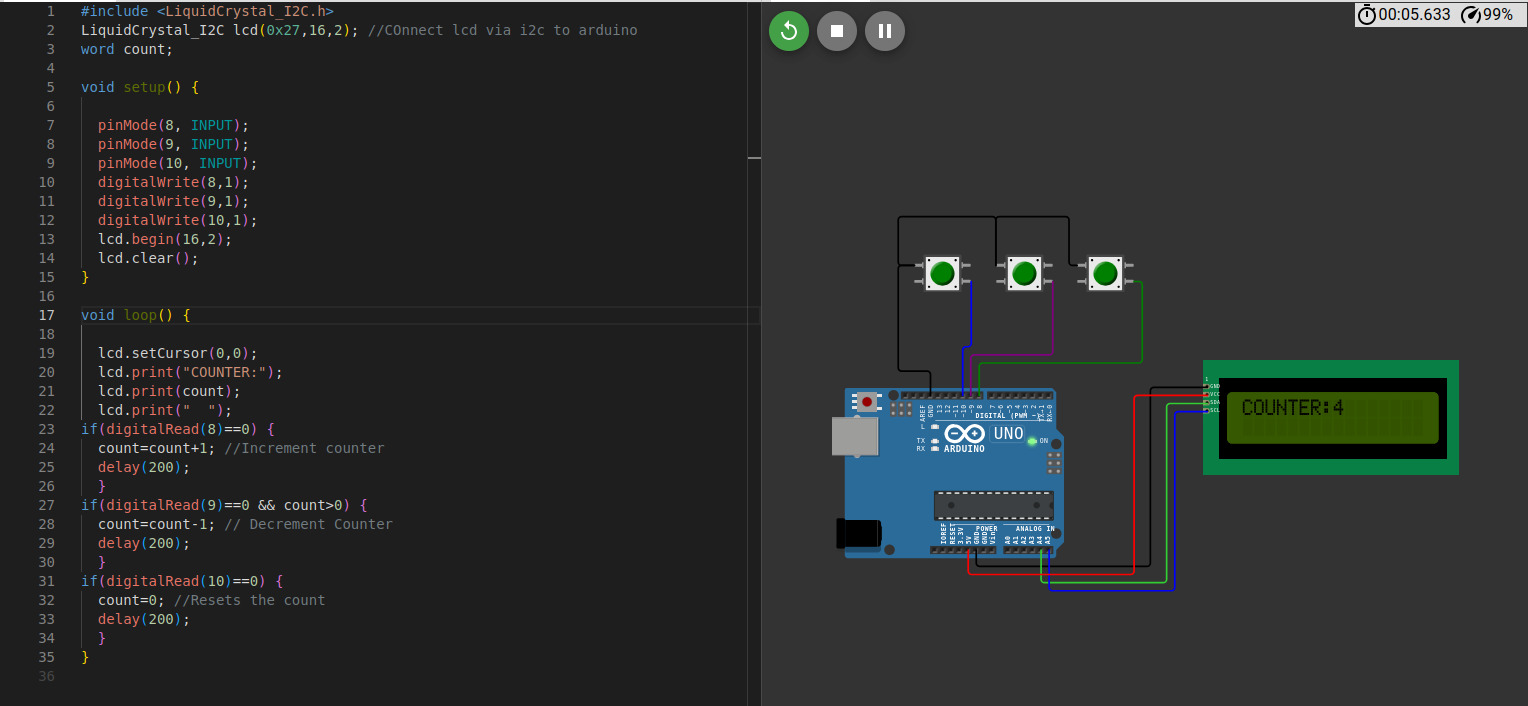 1 #include <LiquidCrystal_I2C.h>
2 LiquidCrystal_I2C lcd(0x27,16,2); //COnnect lcd via i2c to arduino
3 word count;
4
5 void setup() {
6
7 pinMode(8, INPUT);
8 pinMode(9, INPUT);
9 pinMode(10, INPUT);
10 digitalWrite(8,1);
11 digitalWrite(9,1);
12 digitalWrite(10,1);
13 lcd.begin(16,2);
14 lcd.clear();
15 }
16
17 void loop() {
18
19 lcd.setCursor(0,0);
20 lcd.print("COUNTER:");
21 lcd.print(count);
22 lcd.print("  ");
23 if(digitalRead(8)==0) {
24 count=count+1; //Increment counter
25 delay(200);
26 }
27 if(digitalRead(9)==0 && count>0) {
28 count=count-1; // Decrement Counter
29 delay(200);
30 }
31 if(digitalRead(10)==0) {
32 count=0; //Resets the count
33 delay(200);
34 }
35 }
36
00:05.633 99%
AREF
GND
13
12
~11
~10
~9
8
7
~6
~5
4
~3
2
TX→1
RX←0
DIGITAL (PWM ~)
L
TX
RX
UNO
ON
ARDUINO
POWER
ANALOG IN
IOREF
RESET
3.3V
5V
GND
GND
Vin
A0
A1
A2
A3
A4
A5
1
GND
VCC
SDA
SCL
COUNTER:4